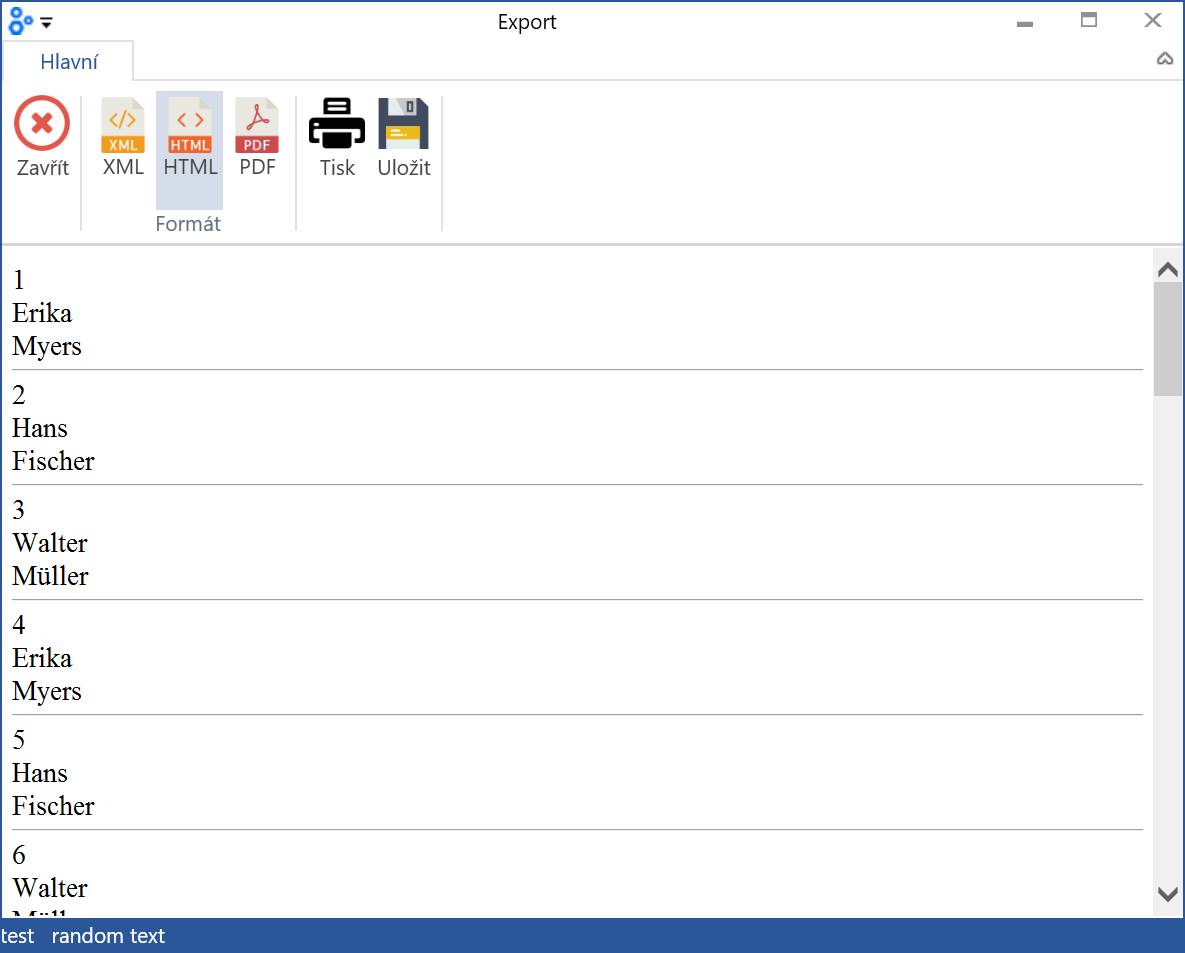 Export
Hlavní
XML HTML PDF
Zavřít XML HTML PDF Tisk Uložit
Formát
1
Erika
Myers
2
Hans
Fischer
3
Walter
Müller
4
Erika
Myers
5
Hans
Fischer
6
Walter
test random text